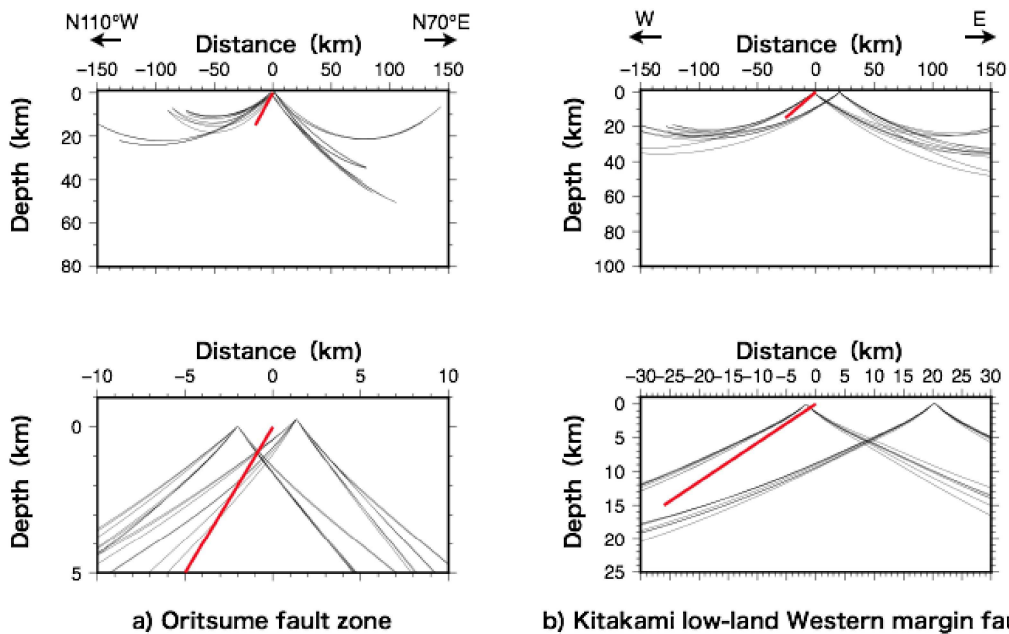 N110°W N70°E
Distance (km)
−150 −100 −50 0 50 100 150
0
20
40
60
80
Depth (km)
W E
Distance (km)
−150 −100 −50 0 50 100 150
0
20
40
60
80
100
Depth (km)
Distance (km)
−10 −5 0 5 10
0
5
Depth (km)
Distance (km)
−30−25−20−15−10 −5 0 5 10 15 20 25 30
0
5
10
15
20
25
Depth (km)
a) Oritsume fault zone
b) Kitakami low-land Western margin fau